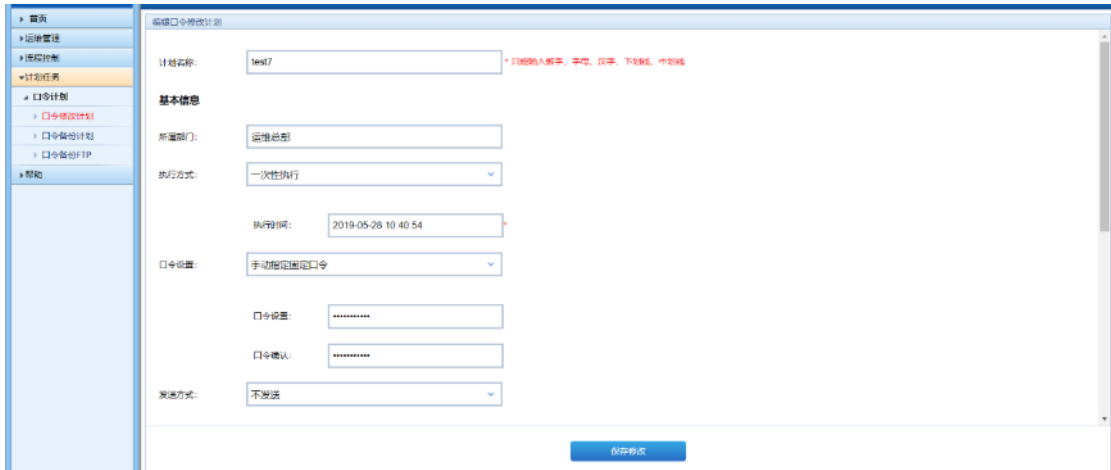 首页
运维管理
流程控制
计划任务
口令计划
口令修改计划
口令备份计划
口令备份FTP
帮助
编辑口令修改计划
计划名称: test7 * 只能输入数字、字母、汉字、下划线、中划线
基本信息
所属部门: 运维总部
执行方式: 一次性执行
执行时间: 2019-05-28 10:40:54 *
口令设置: 手动指定固定口令
口令设置: •••••••••••
口令确认: •••••••••••
发送方式: 不发送
保存修改